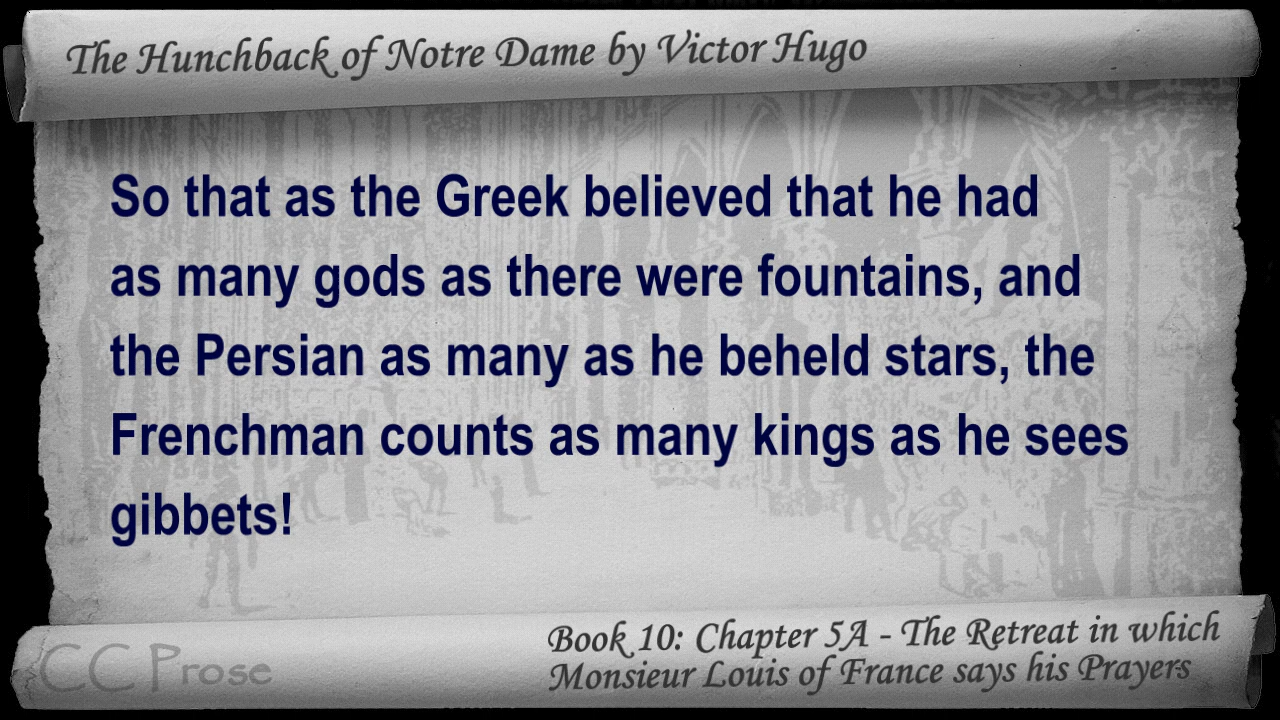 The Hunchback of Notre Dame by Victor Hugo
So that as the Greek believed that he had
as many gods as there were fountains, and
the Persian as many as he beheld stars, the
Frenchman counts as many kings as he sees
gibbets!
CC Prose
Book 10: Chapter 5A - The Retreat in which
Monsieur Louis of France says his Prayers